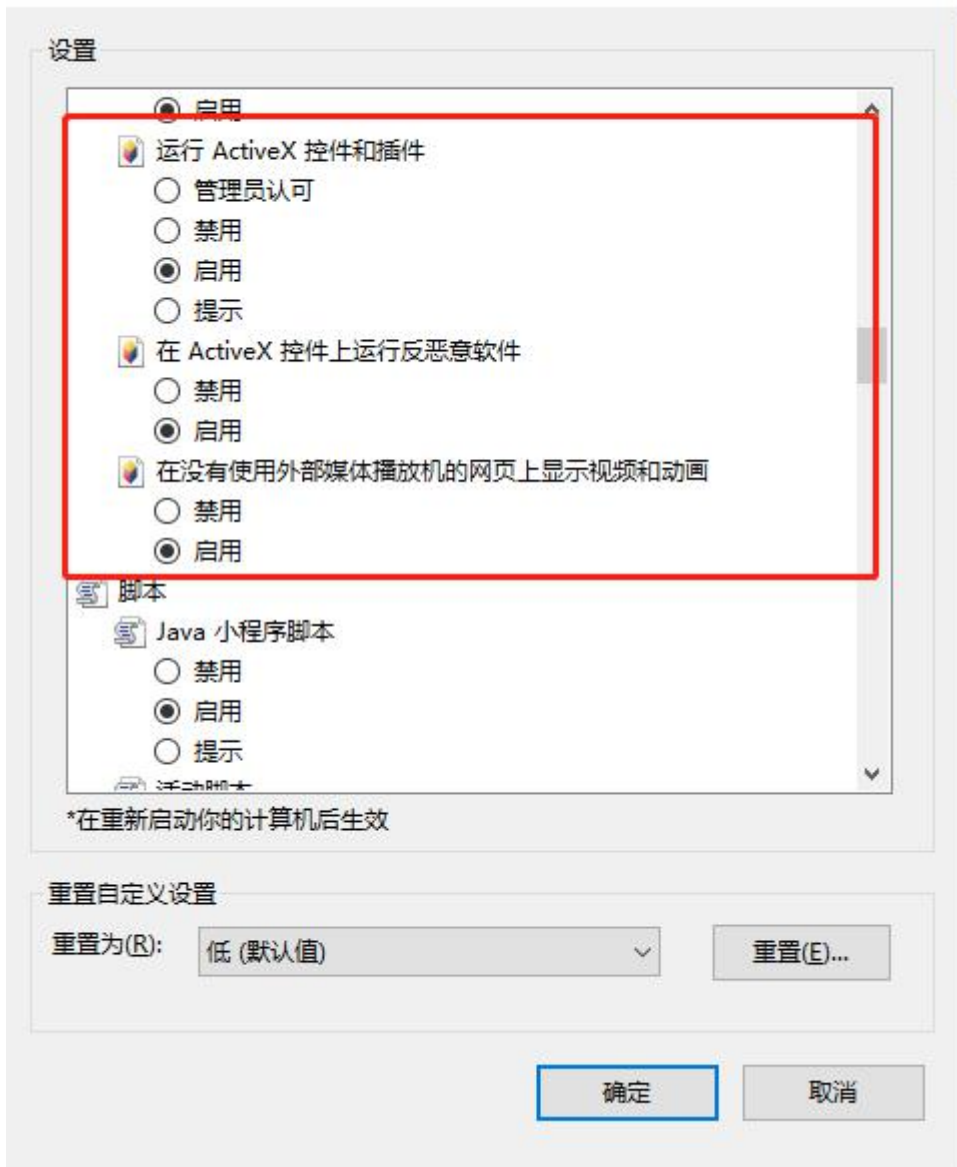 设置
启用
运行 ActiveX 控件和插件
管理员认可
禁用
启用
提示
在 ActiveX 控件上运行反恶意软件
禁用
启用
在没有使用外部媒体播放机的网页上显示视频和动画
禁用
启用
脚本
Java 小程序脚本
禁用
启用
提示
活动脚本
*在重新启动你的计算机后生效
重置自定义设置
重置为(R): 低 (默认值) 重置(E)...
确定 取消